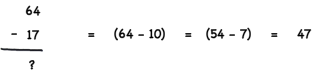 64
- 17 = (64 - 10) = (54 - 7) = 47
?